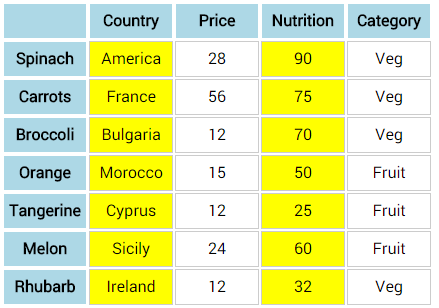 Country Price Nutrition Category
Spinach America 28 90 Veg
Carrots France 56 75 Veg
Broccoli Bulgaria 12 70 Veg
Orange Morocco 15 50 Fruit
Tangerine Cyprus 12 25 Fruit
Melon Sicily 24 60 Fruit
Rhubarb Ireland 12 32 Veg